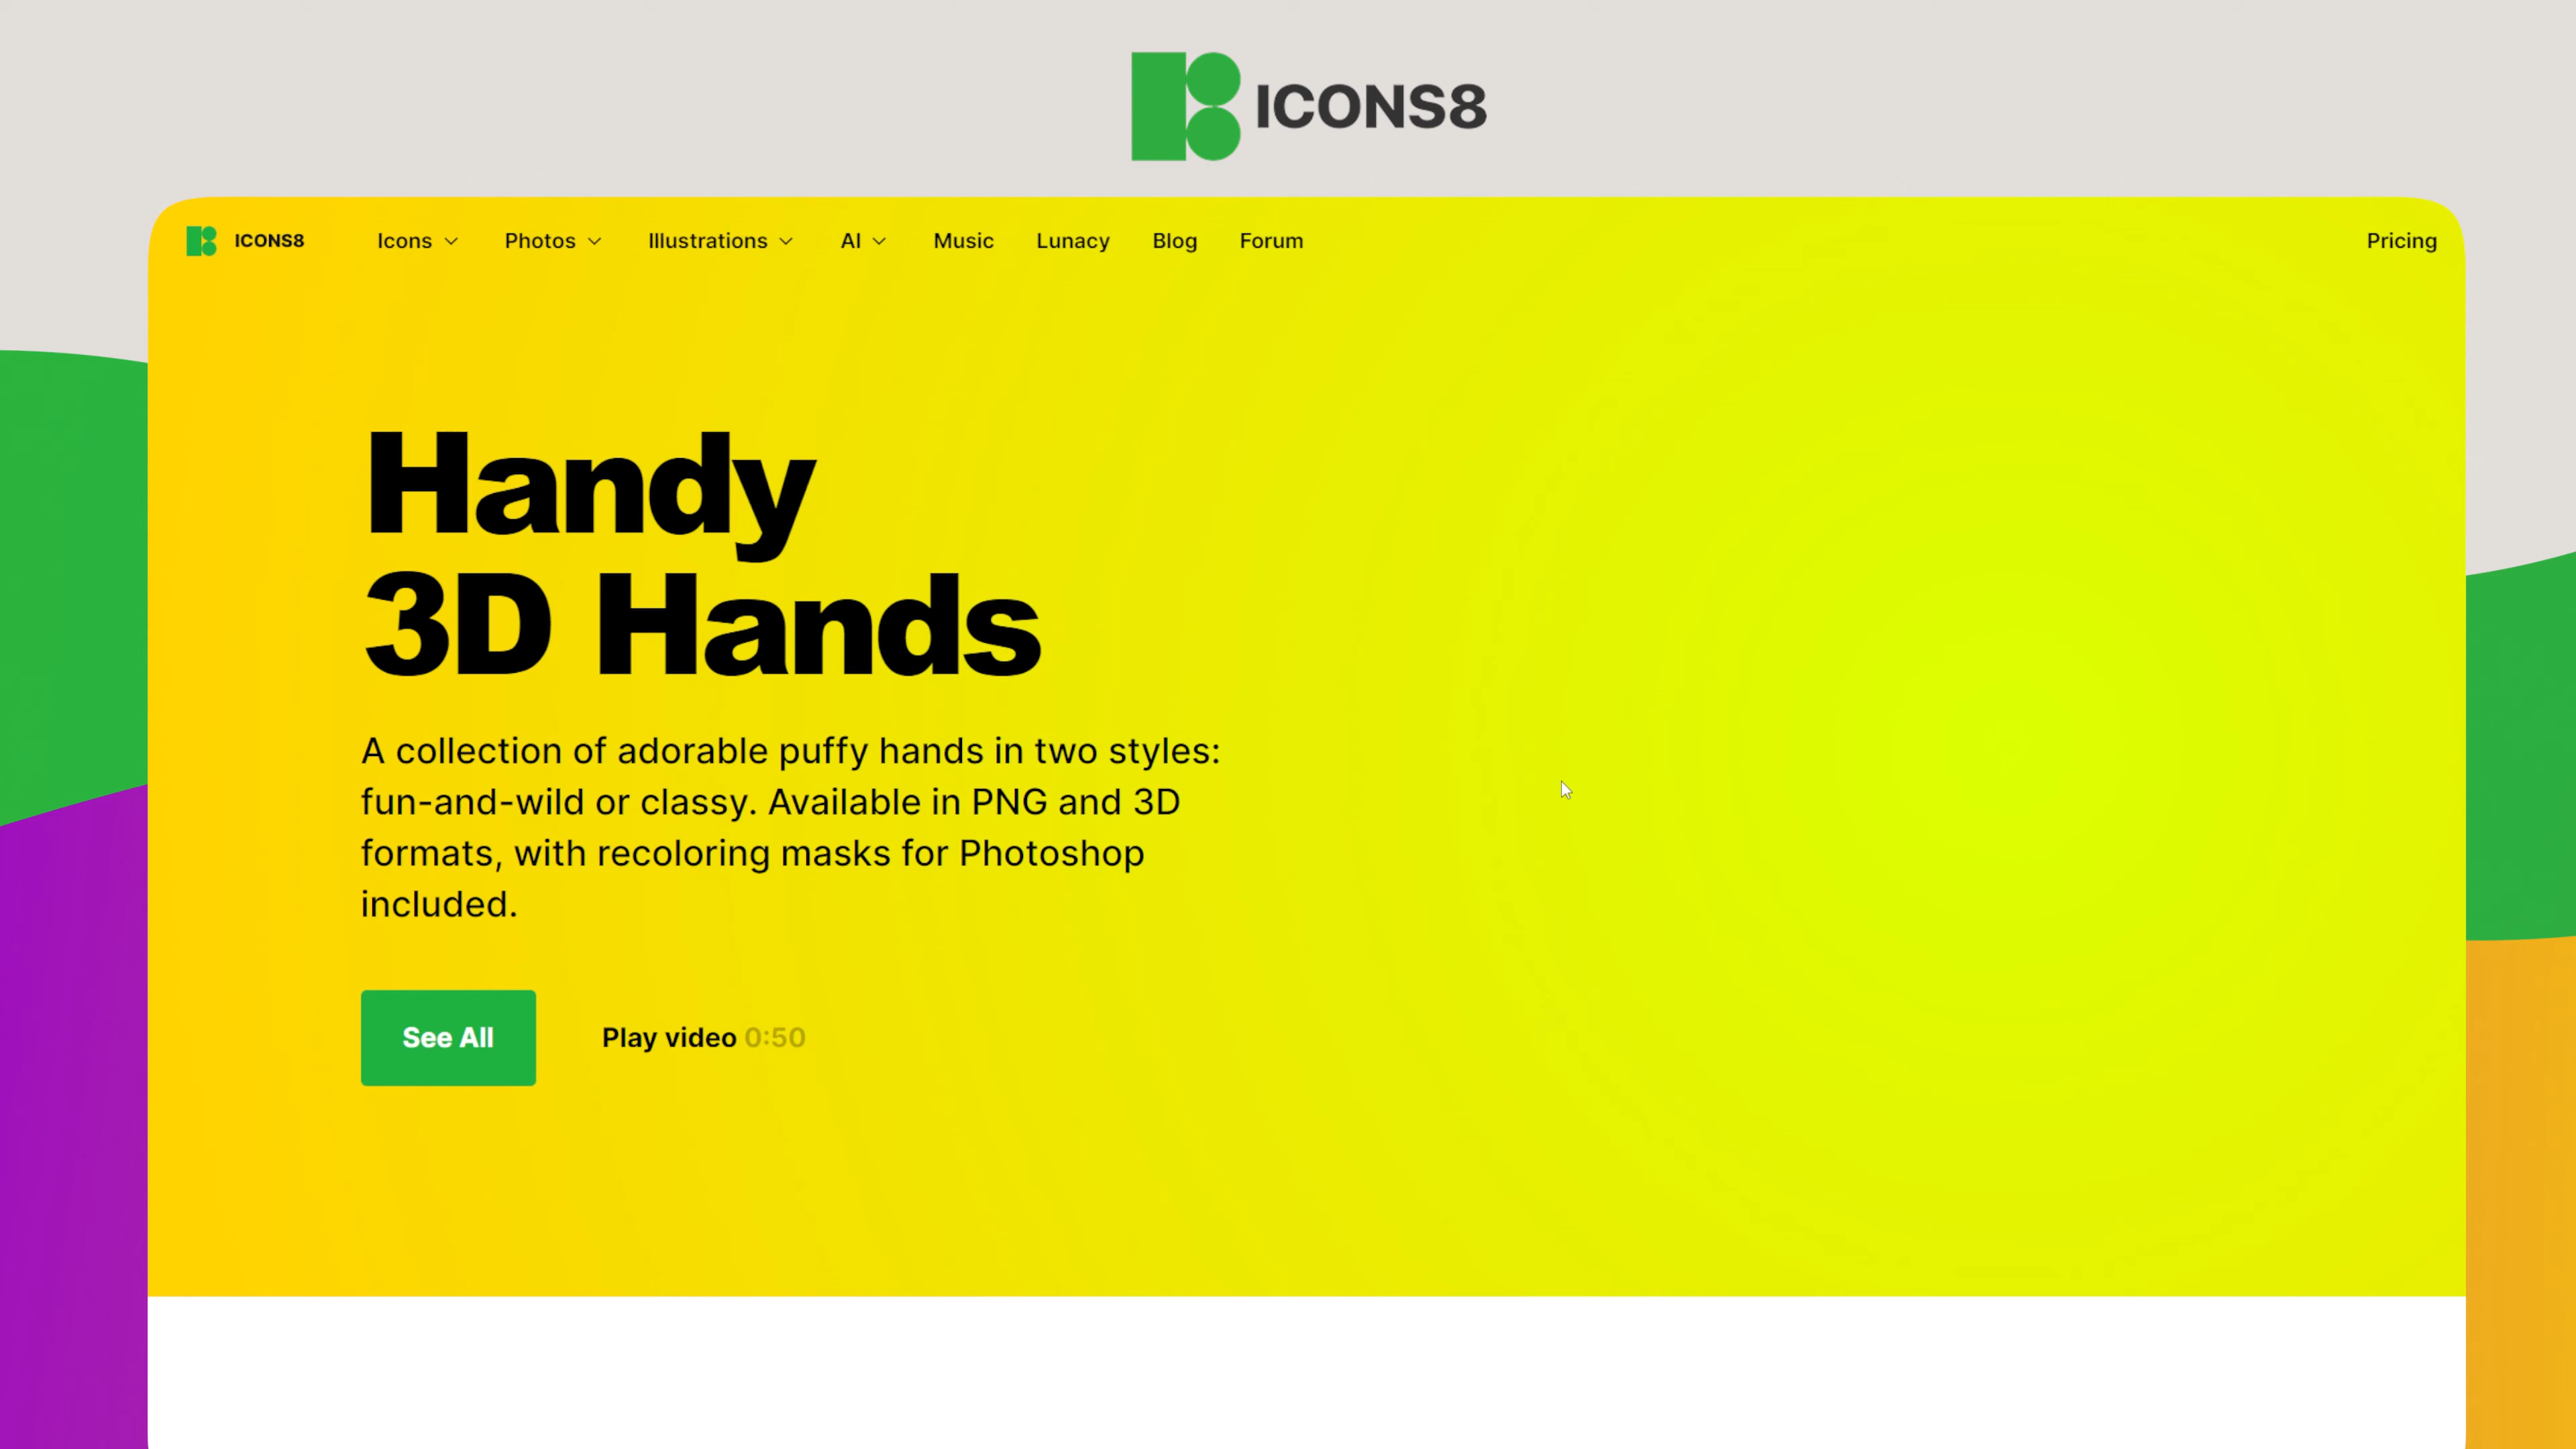 ICONS8
ICONS8 Icons Photos Illustrations AI Music Lunacy Blog Forum Pricing
Handy
3D Hands
A collection of adorable puffy hands in two styles:
fun-and-wild or classy. Available in PNG and 3D
formats, with recoloring masks for Photoshop
included.
See All Play video 0:50